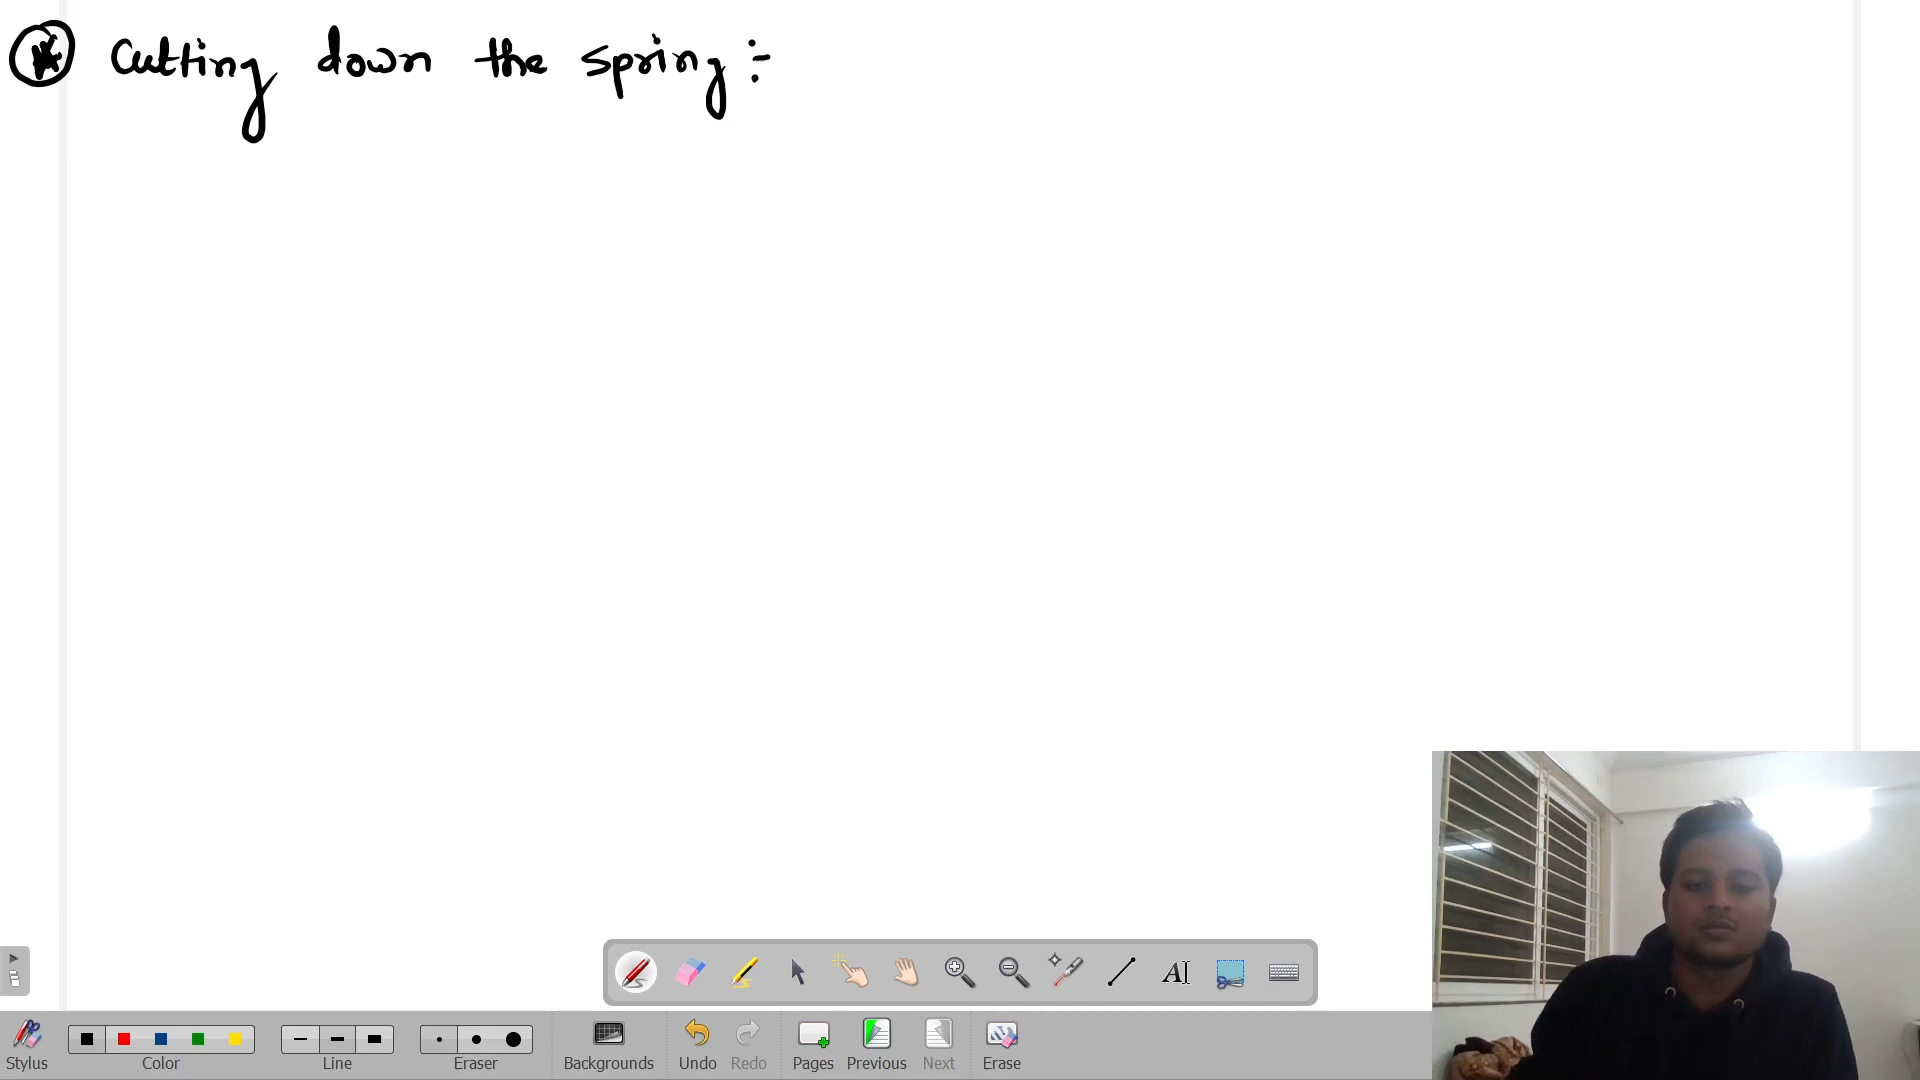 Cutting down the spring :-
Stylus
Color
Line
Eraser
Backgrounds
Undo
Redo
Pages
Previous
Next
Erase